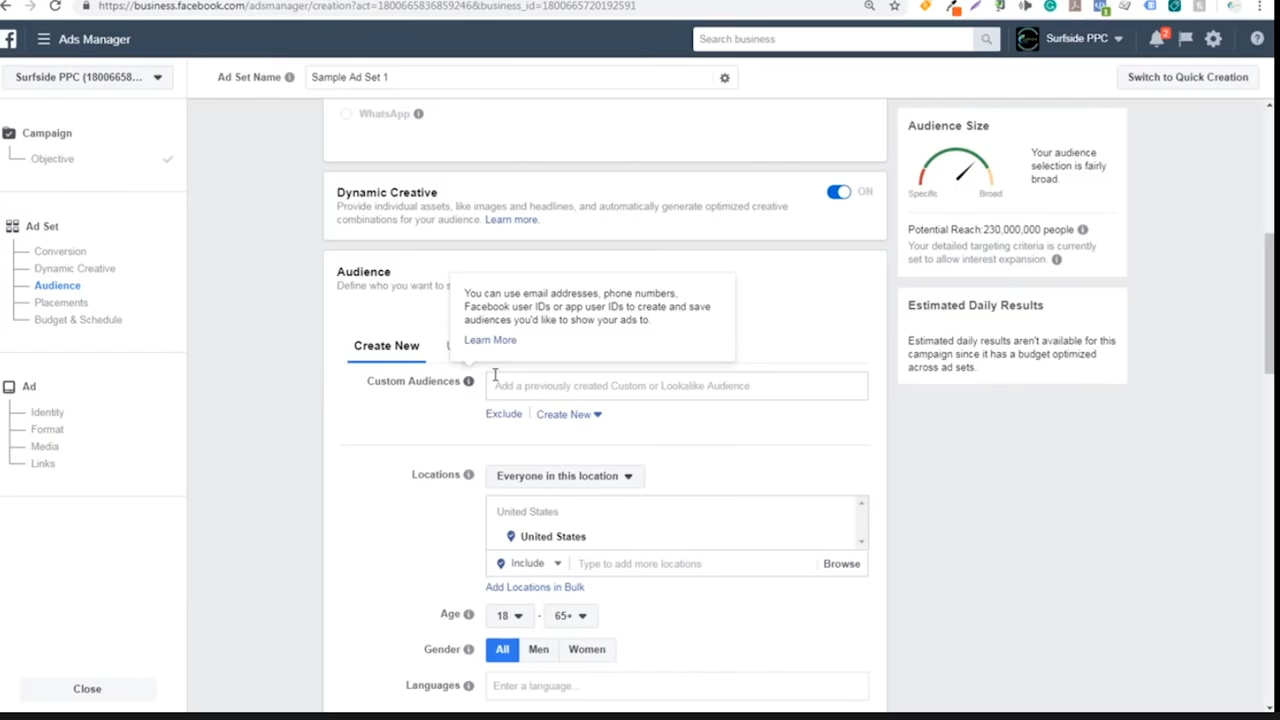 https://business.facebook.com/adsmanager/creation?act=1800665836859246&business_id=1800665720192591
Ads Manager
Search business
Surfside PPC
2
Surfside PPC (18006658...
Ad Set Name
Sample Ad Set 1
Switch to Quick Creation
Campaign
Objective
Ad Set
Conversion
Dynamic Creative
Audience
Placements
Budget & Schedule
Ad
Identity
Format
Media
Links
Close
WhatsApp
Dynamic Creative
ON
Provide individual assets, like images and headlines, and automatically generate optimized creative
combinations for your audience. Learn more.
Audience
Define who you want to s
You can use email addresses, phone numbers,
Facebook user IDs or app user IDs to create and save
audiences you'd like to show your ads to.
Learn More
Create New
Custom Audiences
Add a previously created Custom or Lookalike Audience
Exclude
Create New
Locations
Everyone in this location
United States
United States
Include
Type to add more locations
Browse
Add Locations in Bulk
Age
18
-
65+
Gender
All
Men
Women
Languages
Enter a language...
Audience Size
Specific
Broad
Your audience
selection is fairly
broad.
Potential Reach:230,000,000 people
Your detailed targeting criteria is currently
set to allow interest expansion.
Estimated Daily Results
Estimated daily results aren't available for this
campaign since it has a budget optimized
across ad sets.